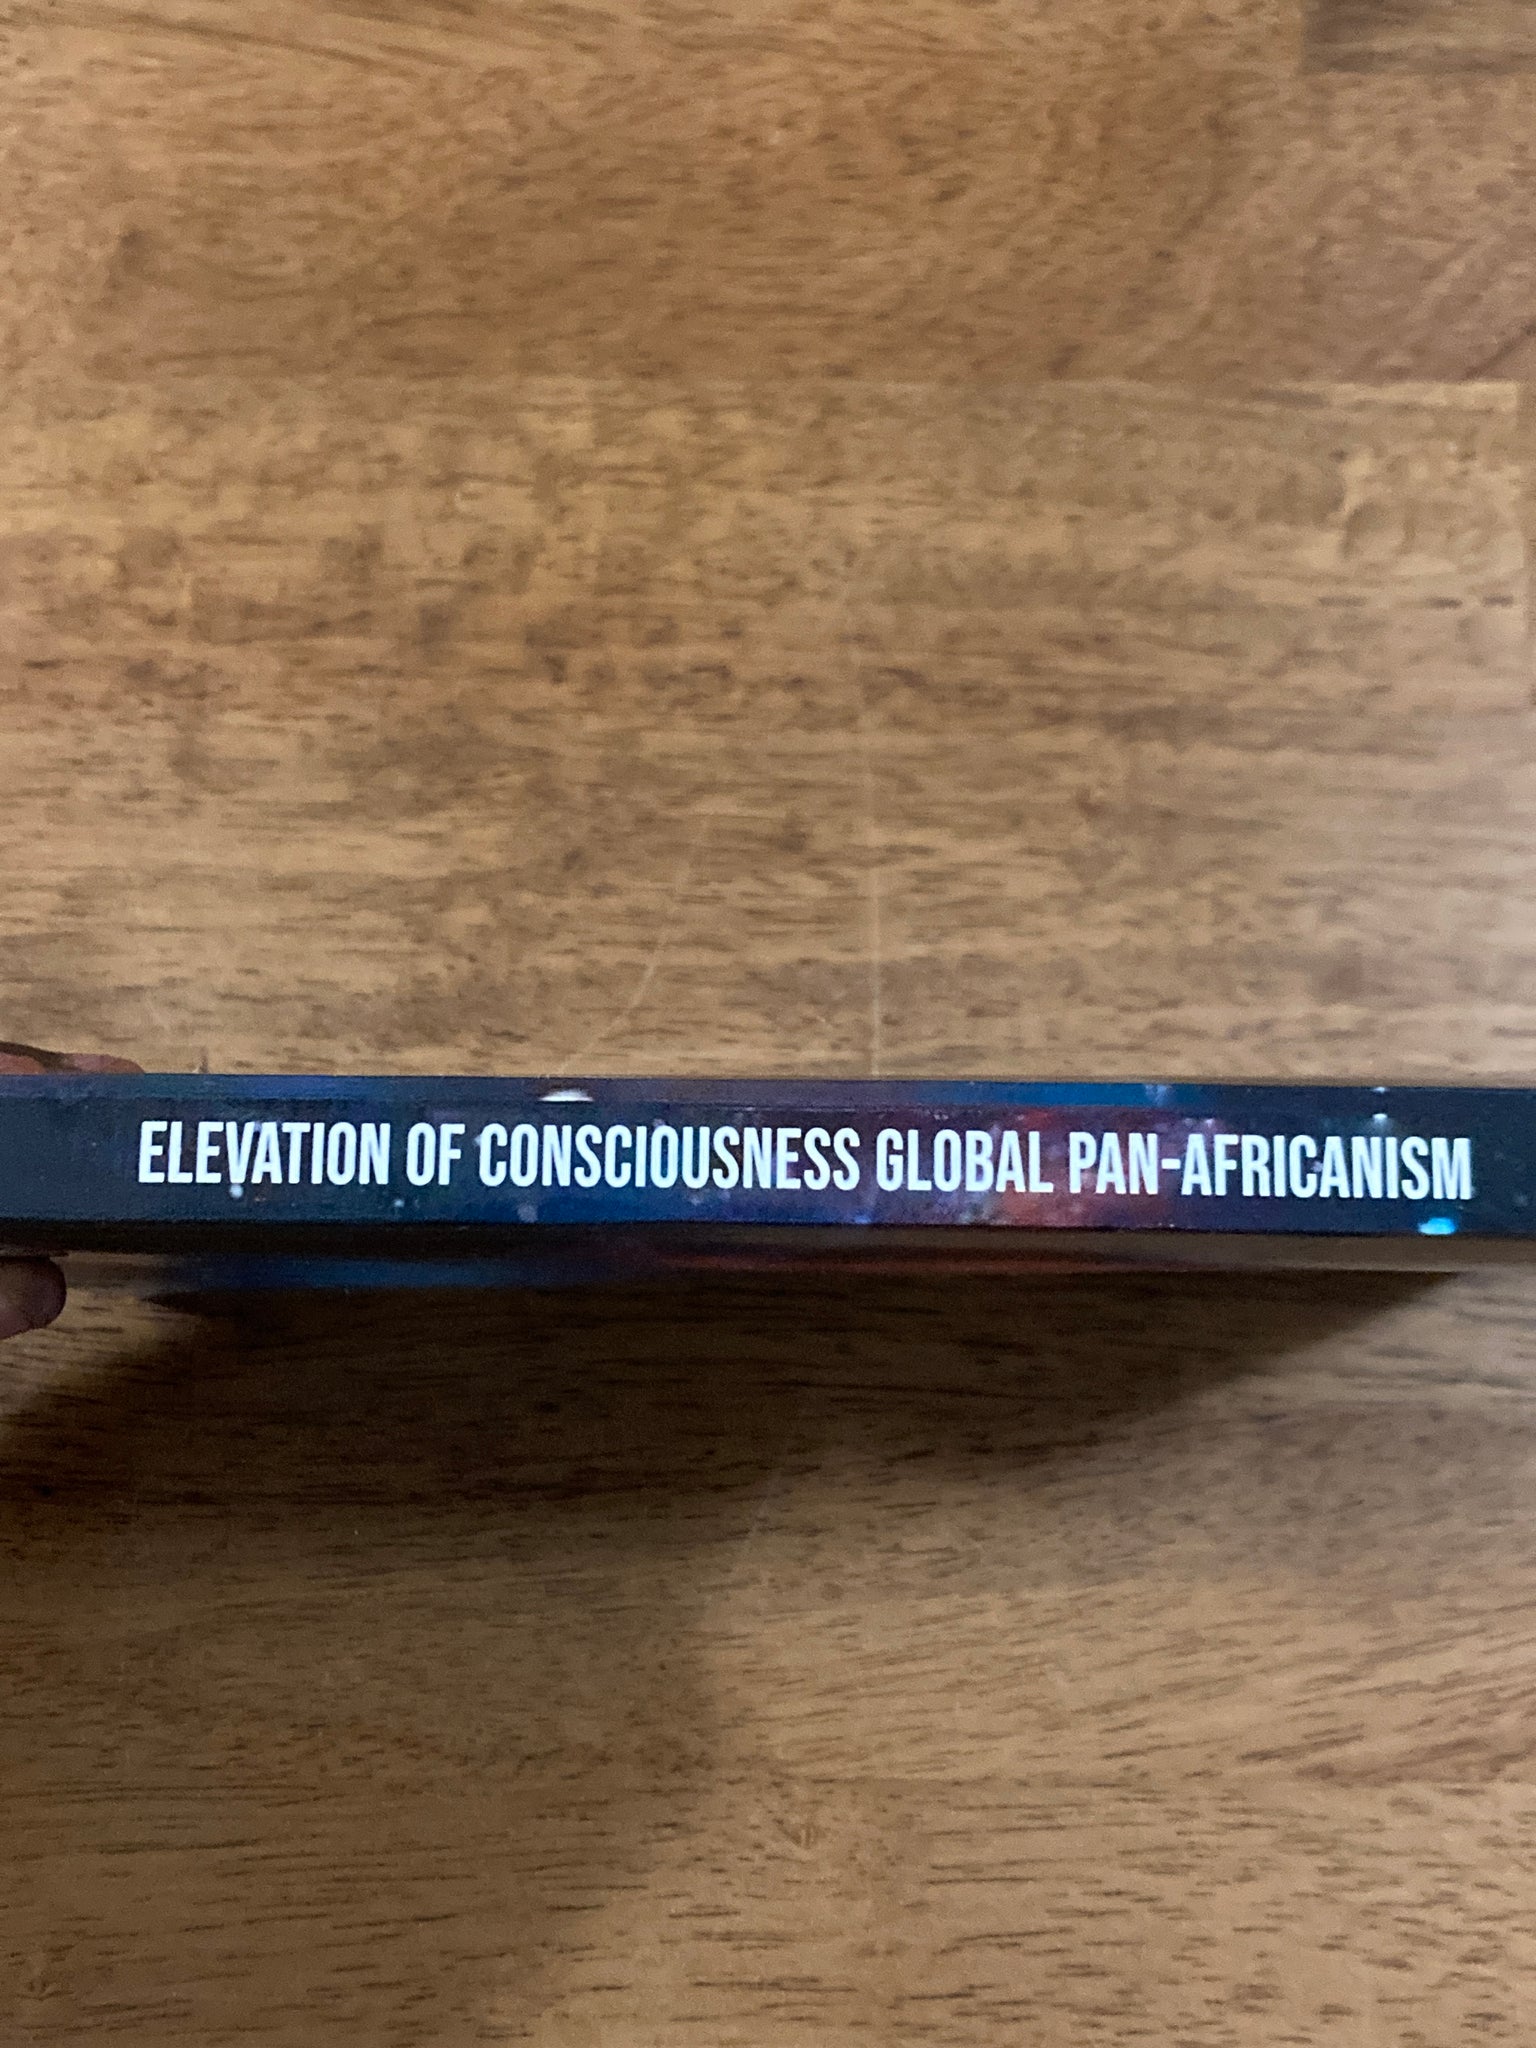 ELEVATION OF CONSCIOUSNESS GLOBAL PAN-AFRICANISM